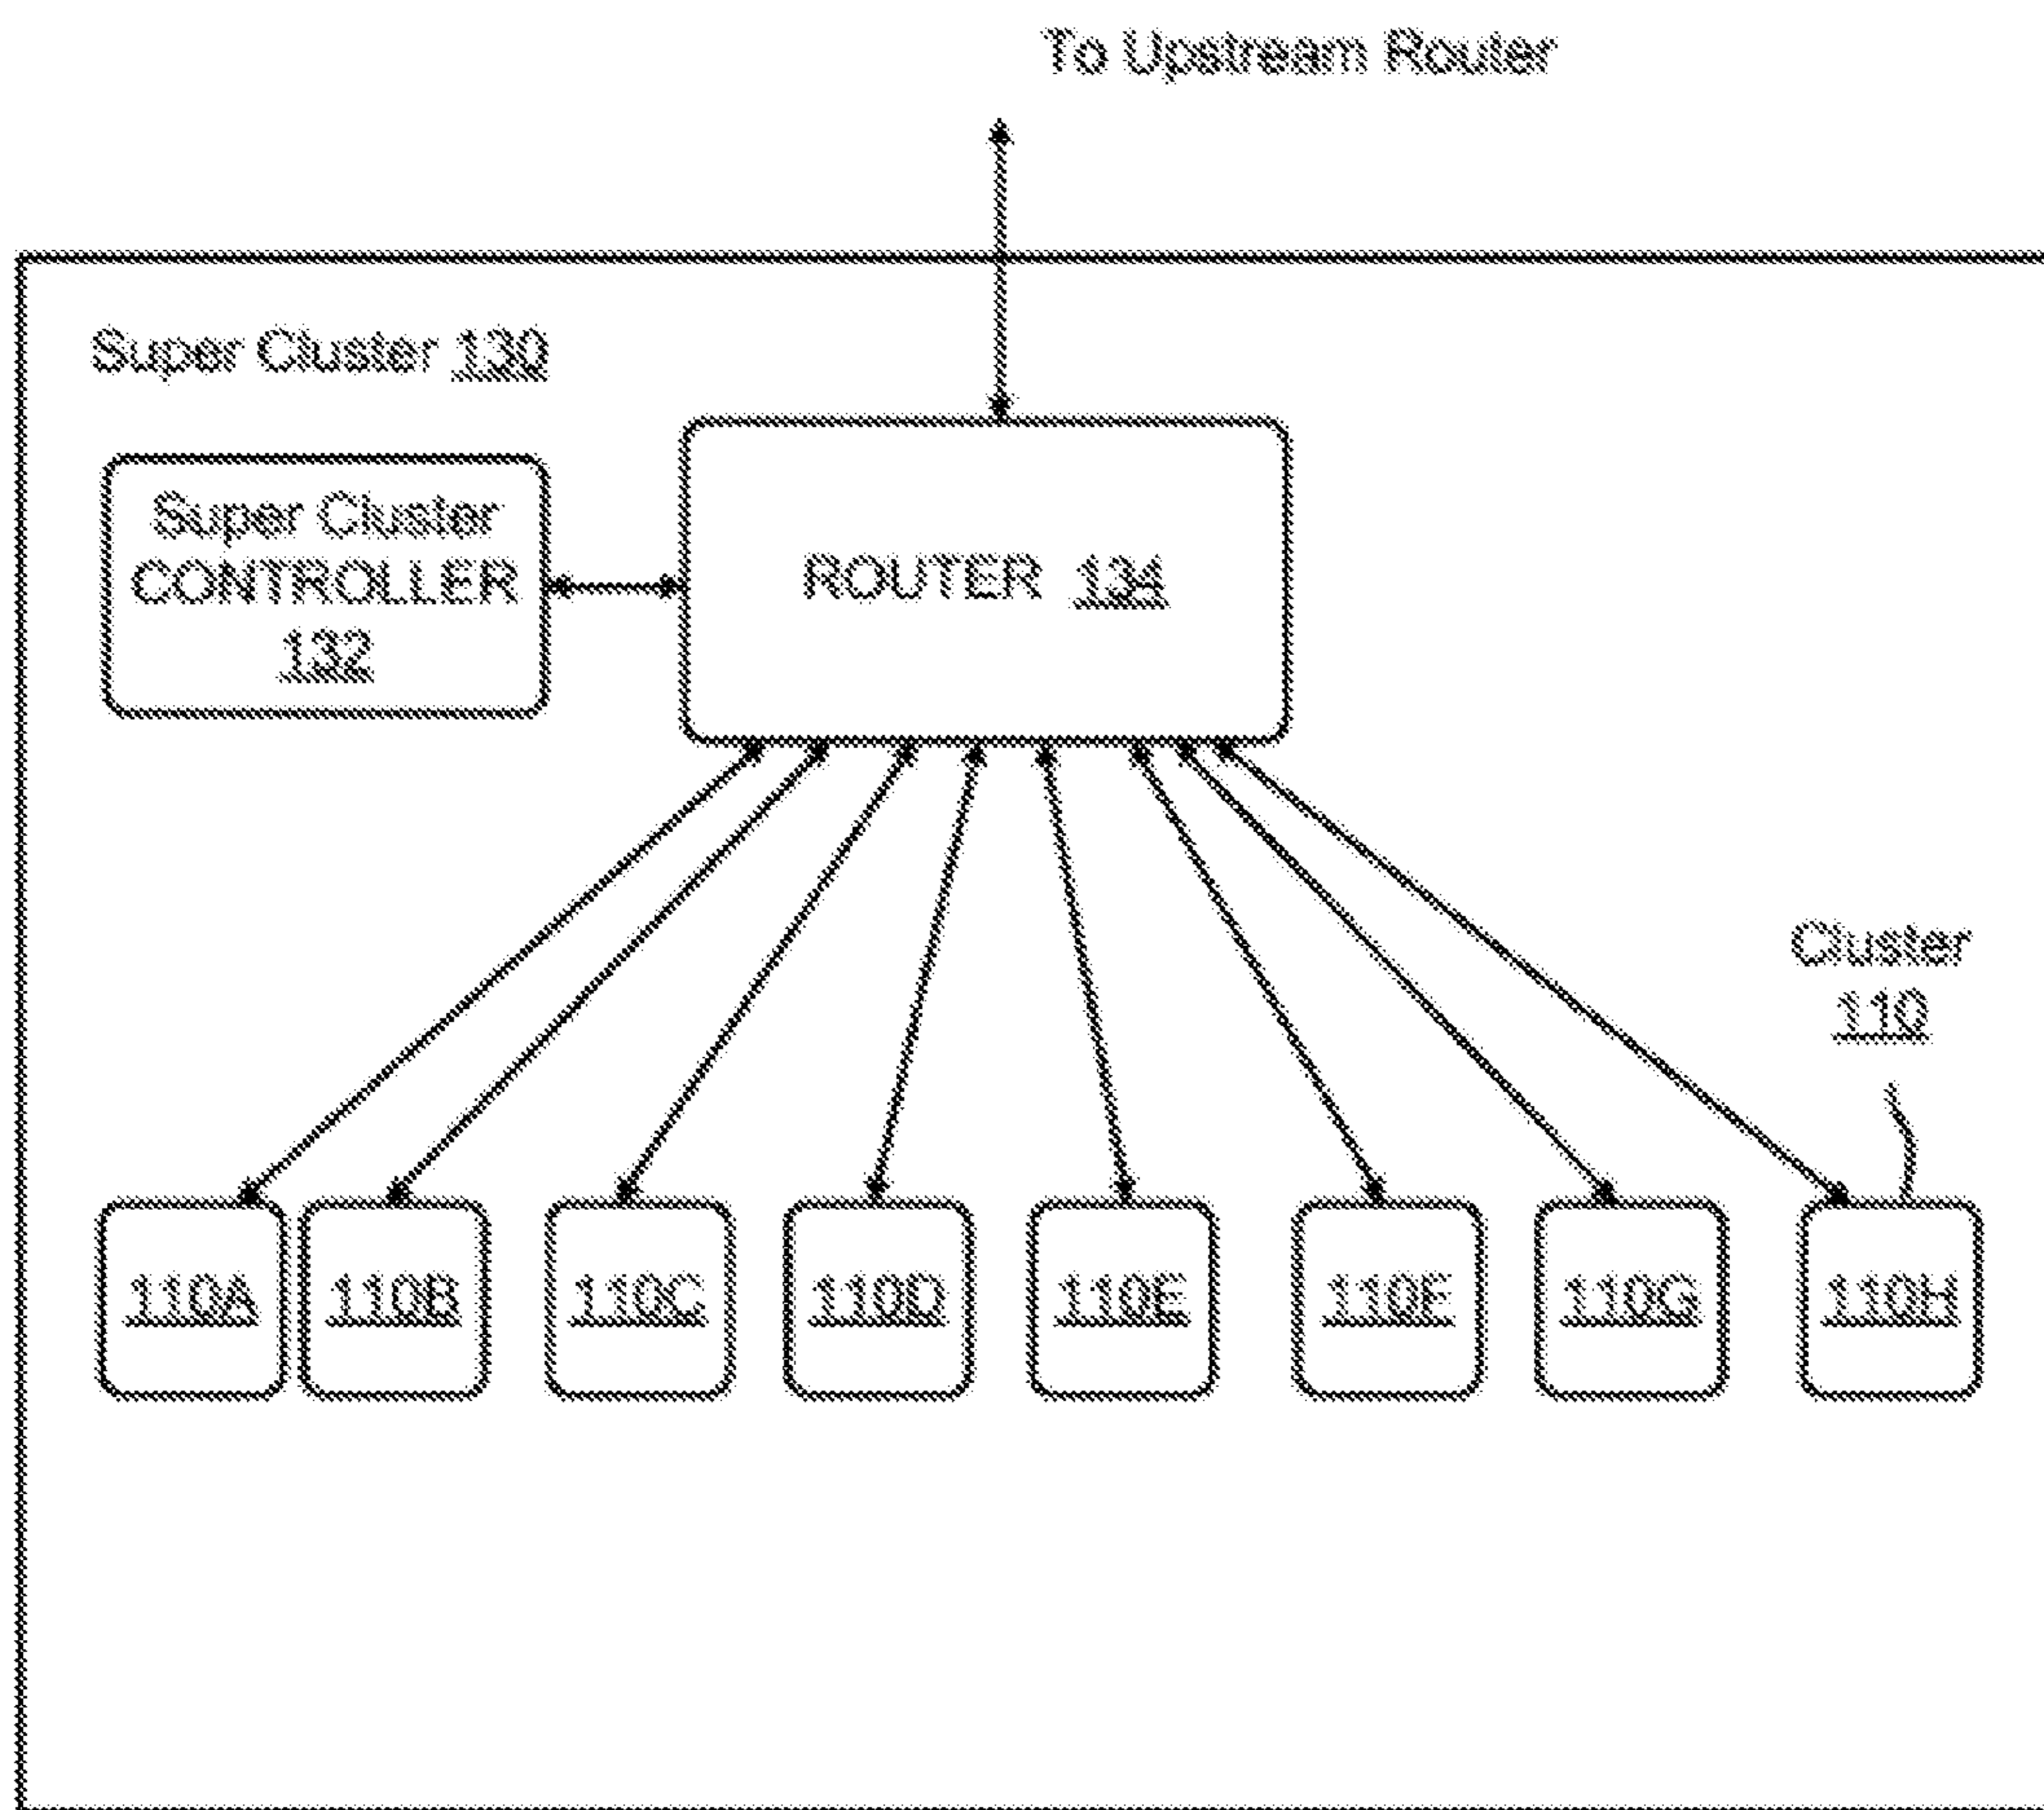 To Upstream Router
Super Cluster 130
Super Cluster
CONTROLLER
132
ROUTER 134
Cluster
110
110A
110B
110C
110D
110E
110F
110G
110H